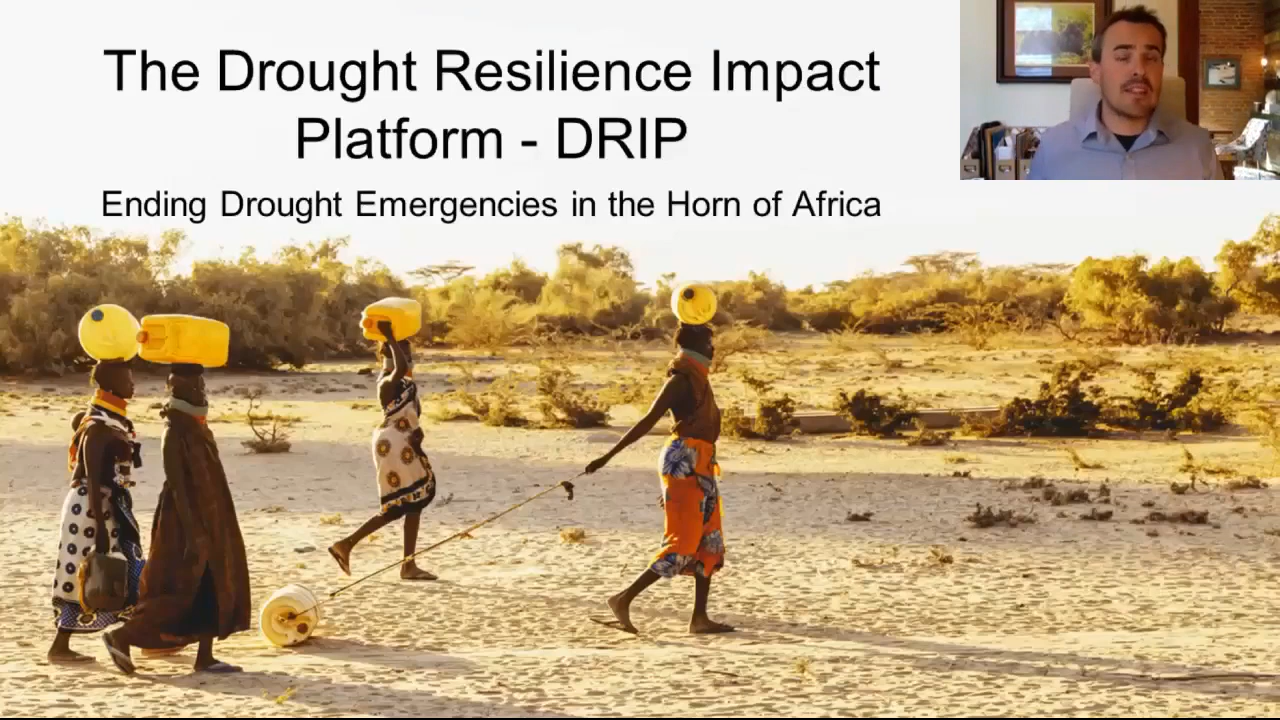 The Drought Resilience Impact
Platform - DRIP
Ending Drought Emergencies in the Horn of Africa